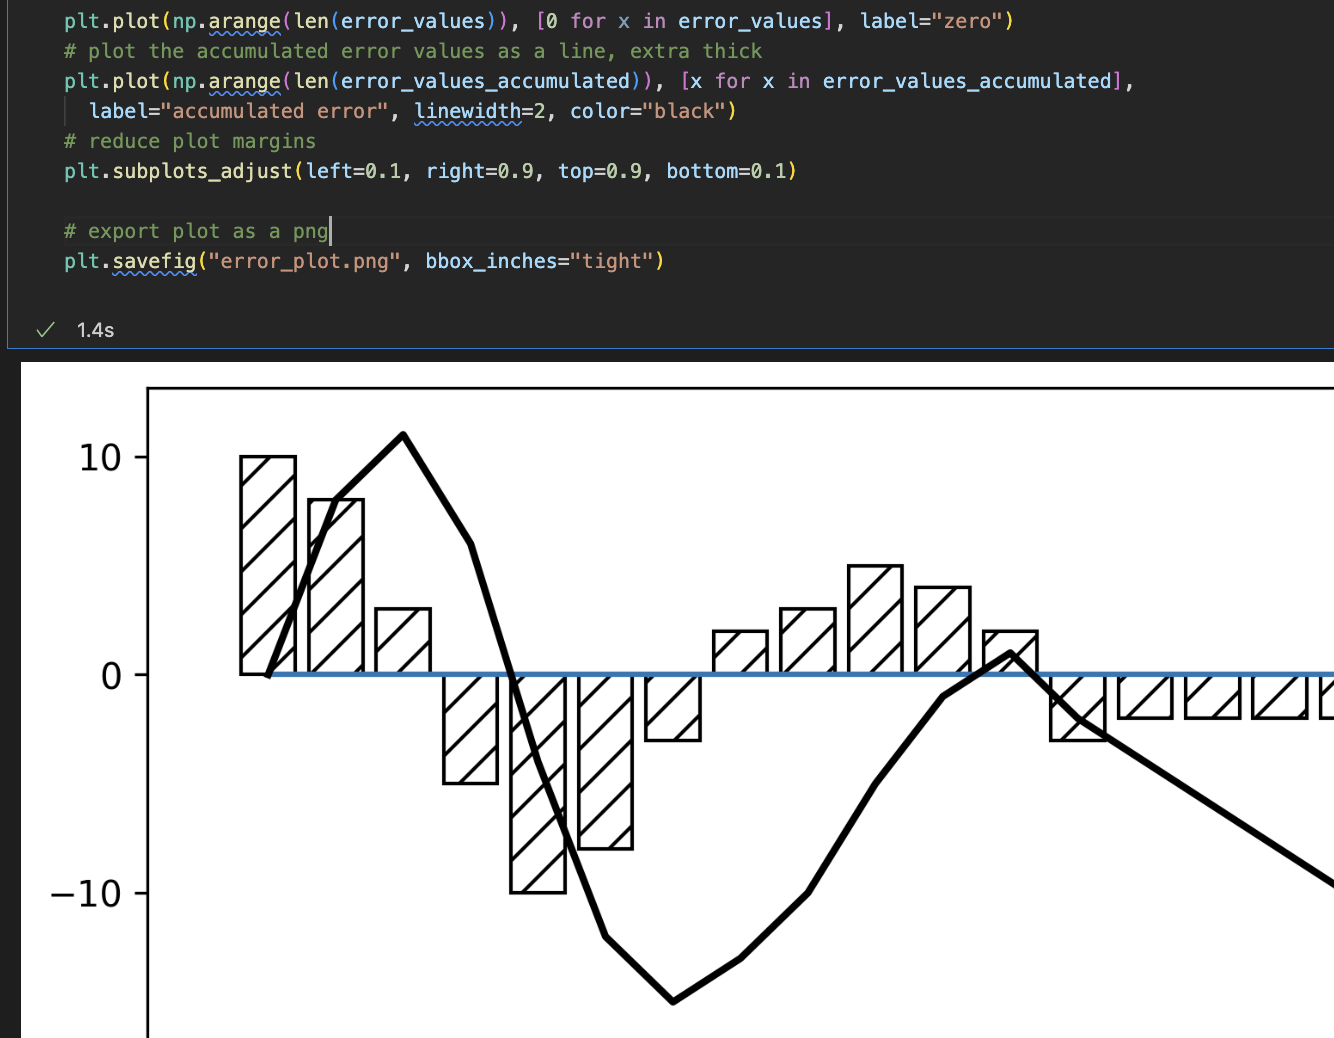 plt.plot(np.arange(len(error_values)), [0 for x in error_values], label="zero")
# plot the accumulated error values as a line, extra thick
plt.plot(np.arange(len(error_values_accumulated)), [x for x in error_values_accumulated],
label="accumulated error", linewidth=2, color="black")
# reduce plot margins
plt.subplots_adjust(left=0.1, right=0.9, top=0.9, bottom=0.1)
# export plot as a png
plt.savefig("error_plot.png", bbox_inches="tight")
1.4s
10
0
−10